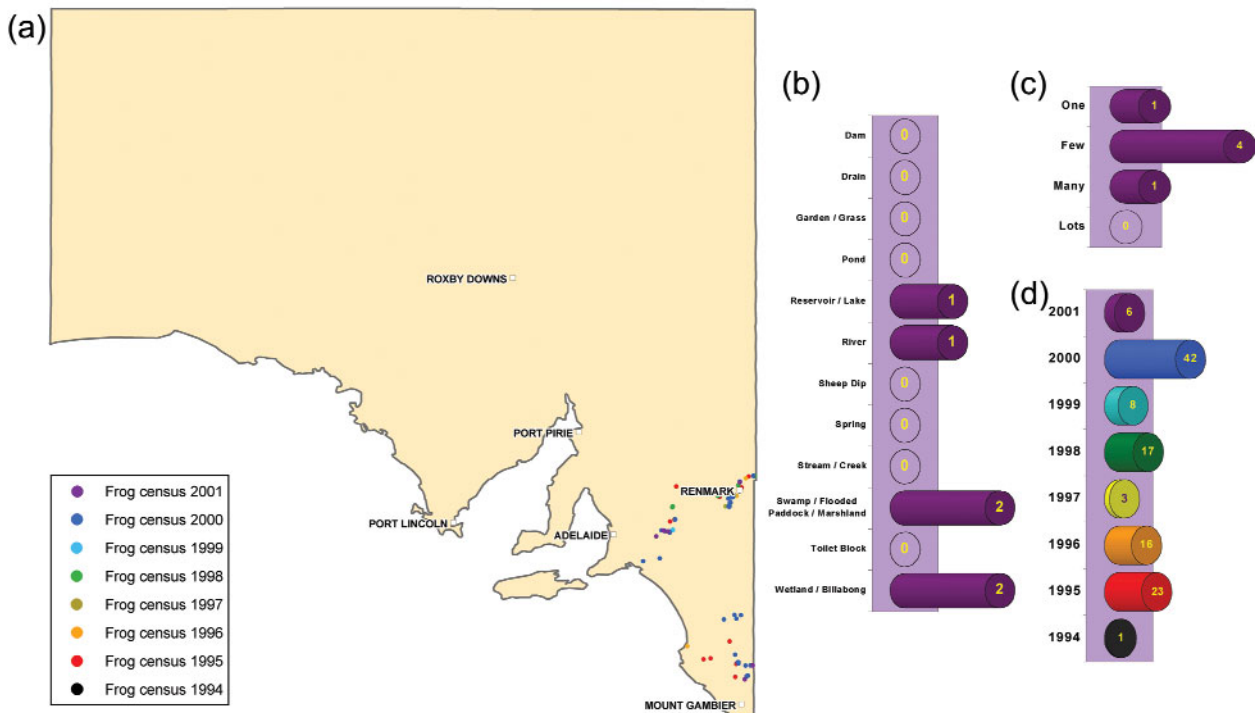 (a)
ROXBY DOWNS
PORT PIRIE
RENMARK
PORT LINCOLN
ADELAIDE
MOUNT GAMBIER
Frog census 2001
Frog census 2000
Frog census 1999
Frog census 1998
Frog census 1997
Frog census 1996
Frog census 1995
Frog census 1994
(b)
Dam 0
Drain 0
Garden / Grass 0
Pond 0
Reservoir / Lake 1
River 1
Sheep Dip 0
Spring 0
Stream / Creek 0
Swamp / Flooded
Paddock / Marshland 2
Toilet Block 0
Wetland / Billabong 2
(c)
One 1
Few 4
Many 1
Lots 0
(d)
2001 6
2000 42
1999 8
1998 17
1997 3
1996 16
1995 23
1994 1